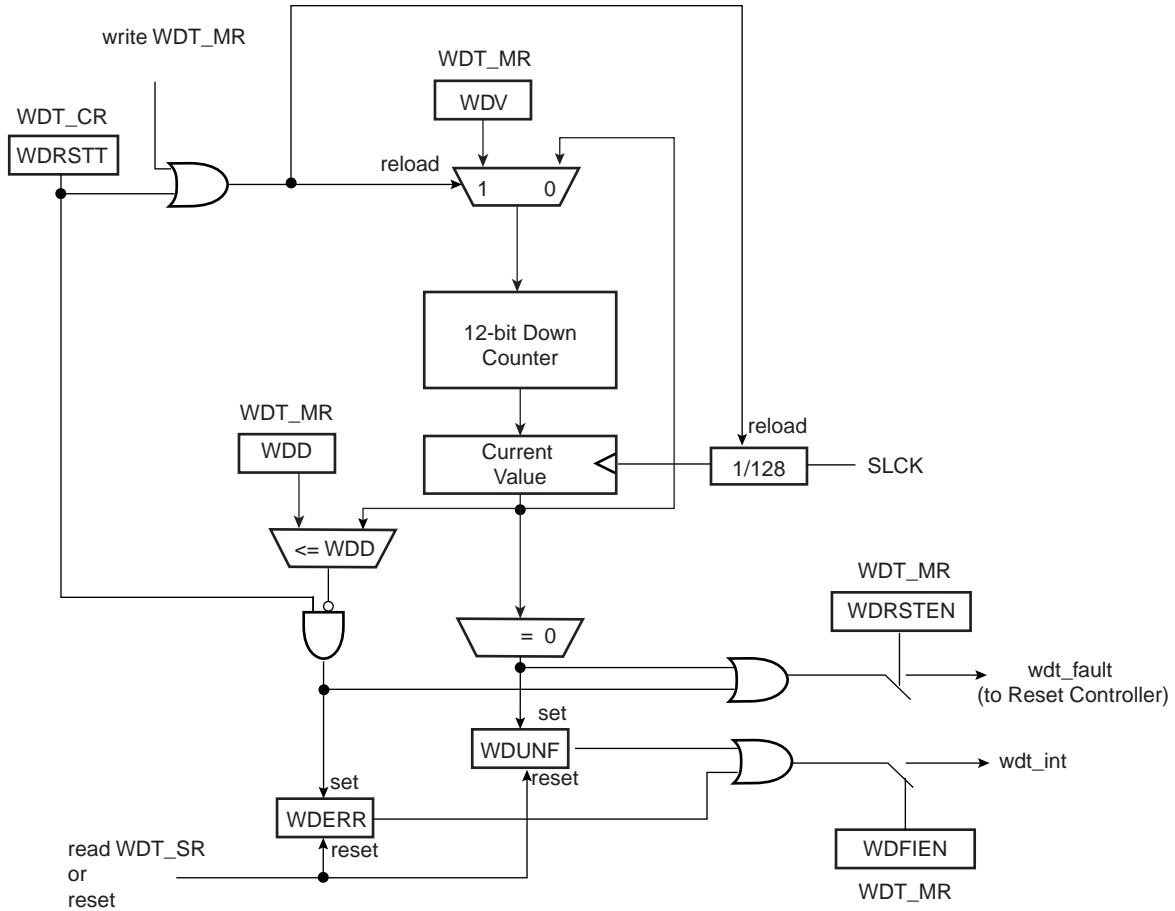 write WDT_MR
WDT_MR
WDV
WDT_CR
WDRSTT
reload
1 0
12-bit Down
Counter
WDT_MR
WDD
reload
Current
Value
1/128
SLCK
<= WDD
WDT_MR
WDRSTEN
= 0
wdt_fault
(to Reset Controller)
set
WDUNF
reset
wdt_int
set
WDERR
reset
read WDT_SR
or
reset
WDFIEN
WDT_MR